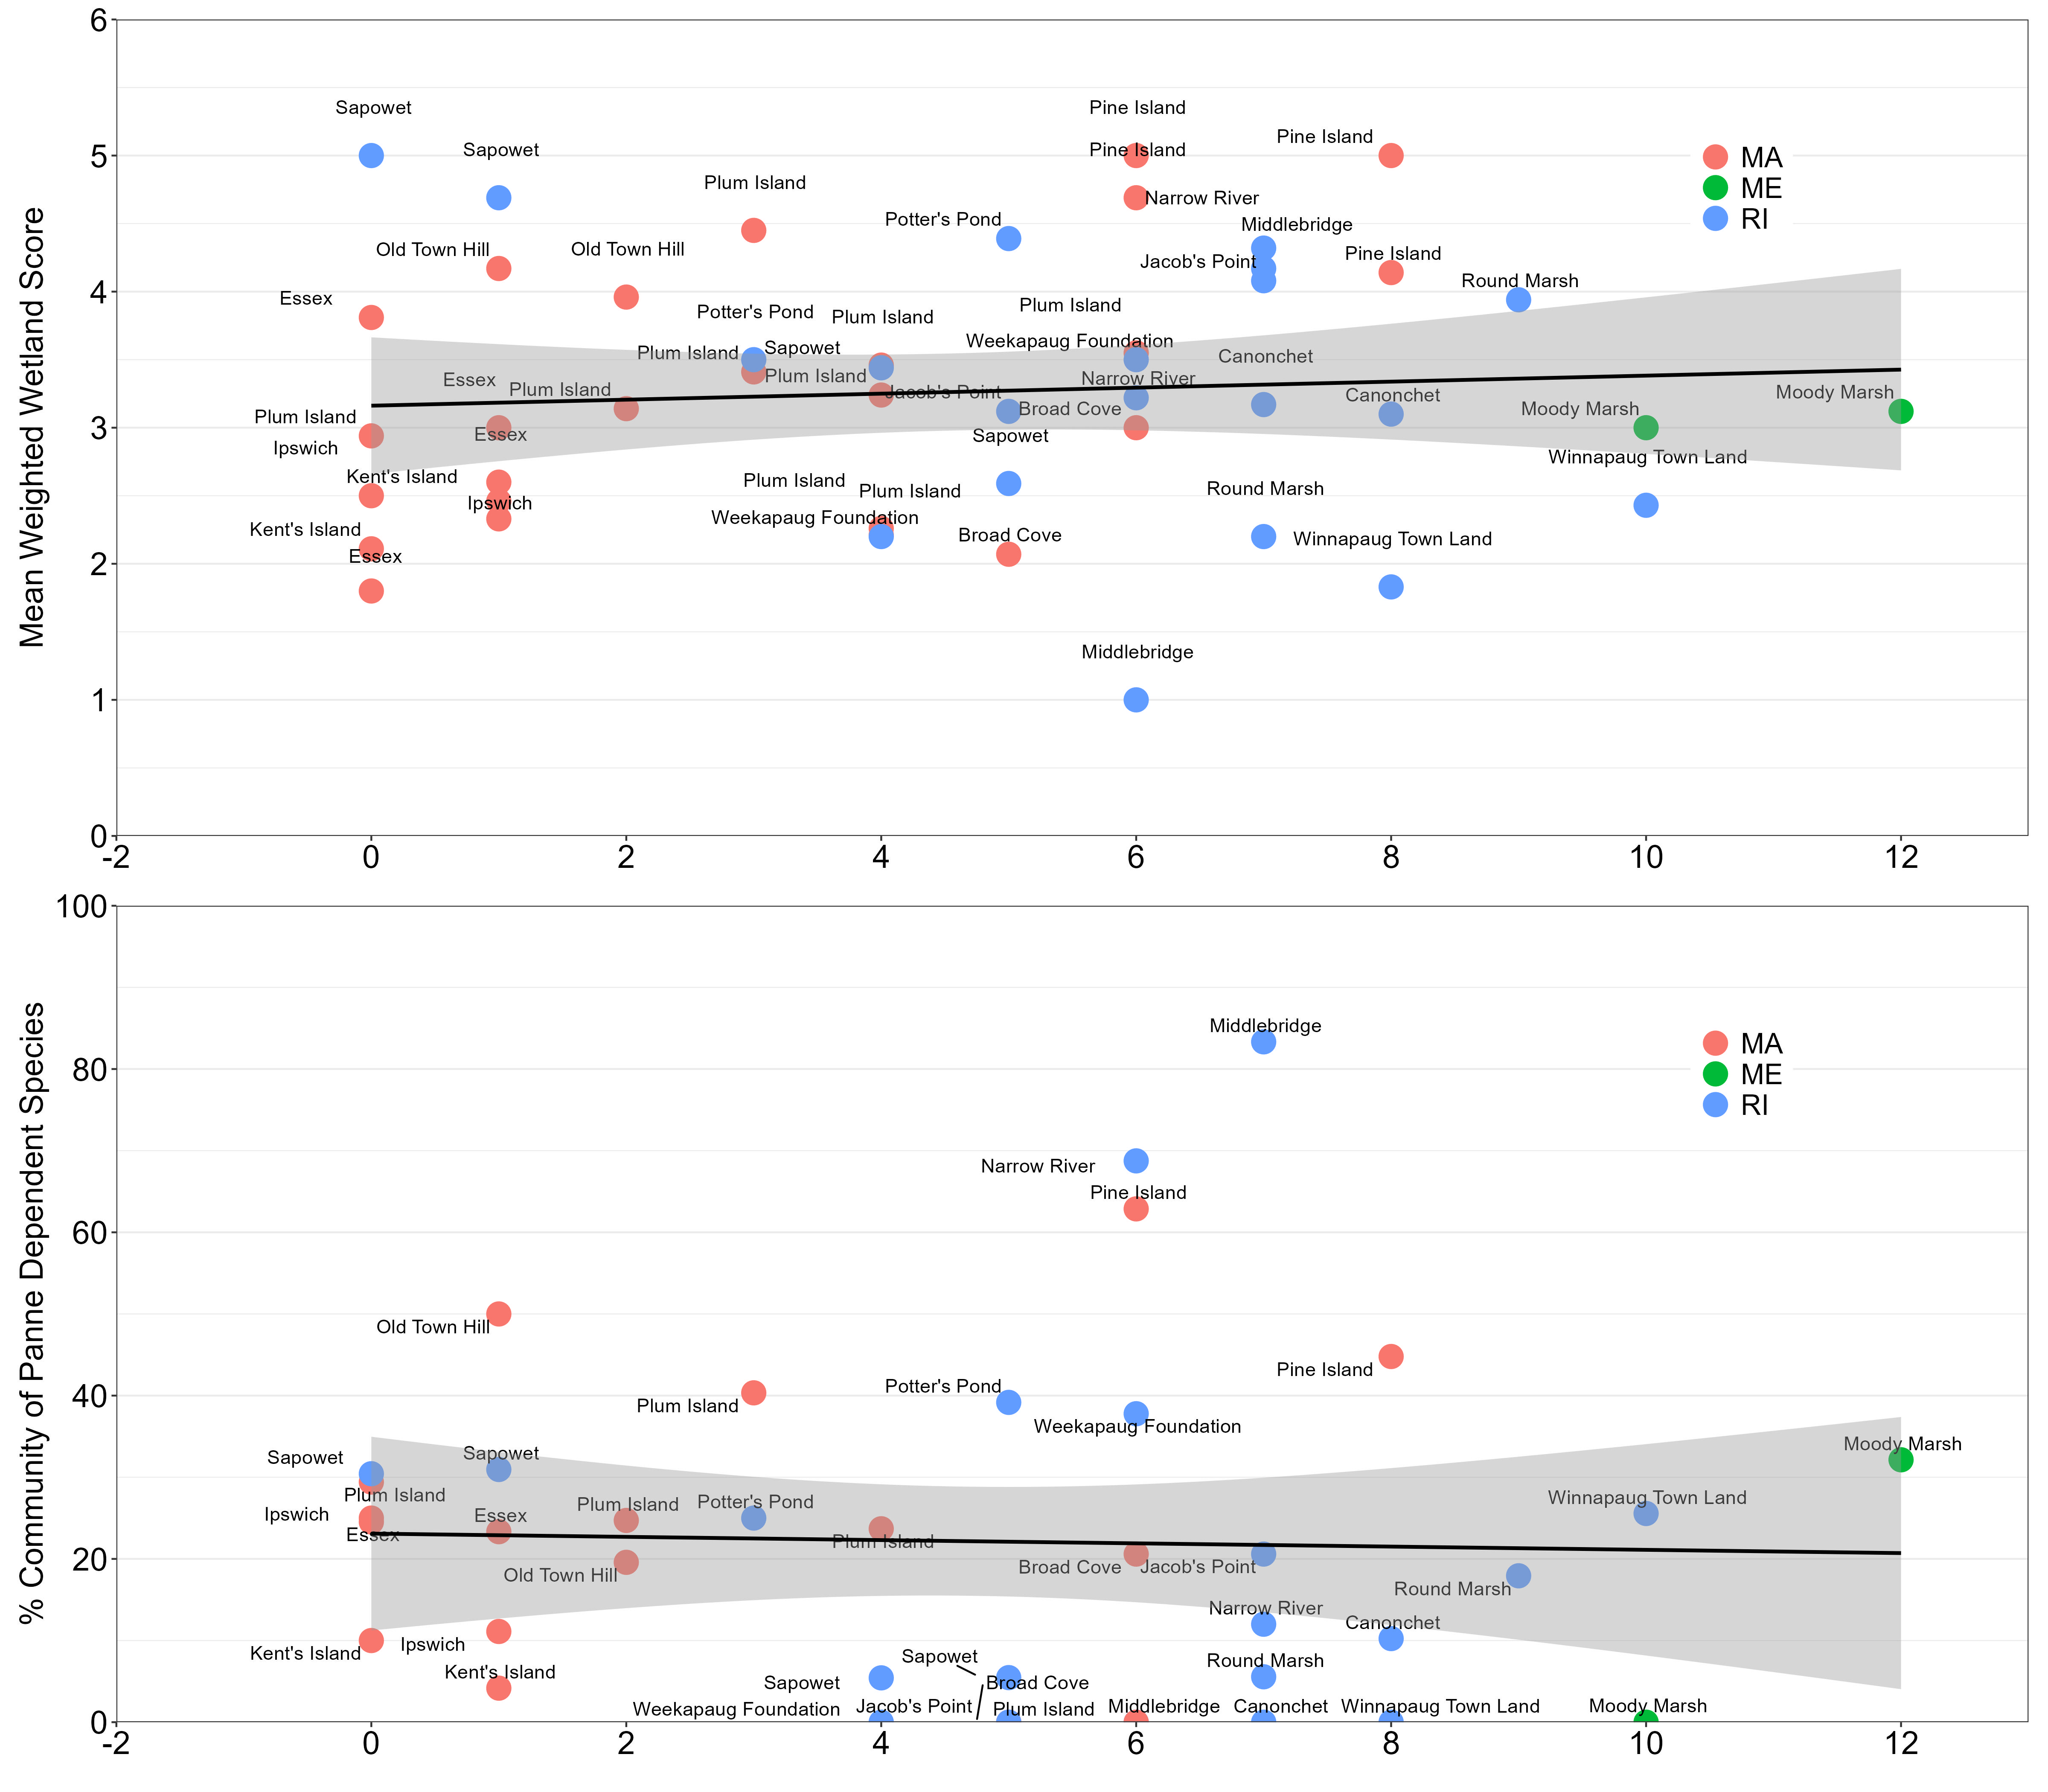 Mean Weighted Wetland Score
6
5
4
3
2
1
0
Sapowet
Pine Island
Pine Island
Sapowet
Pine Island
Plum Island
Narrow River
Potter's Pond
Middlebridge
Old Town Hill
Old Town Hill
Pine Island
Jacob's Point
Round Marsh
Essex
Plum Island
Potter's Pond
Plum Island
Weekapaug Foundation
Sapowet
Plum Island
Canonchet
Essex
Narrow River
Plum Island
Plum Island
Jacob's Point
Canonchet
Moody Marsh
Broad Cove
Moody Marsh
Plum Island
Essex
Sapowet
Ipswich
Winnapaug Town Land
Kent's Island
Plum Island
Round Marsh
Plum Island
Ipswich
Weekapaug Foundation
Kent's Island
Broad Cove
Winnapaug Town Land
Essex
Middlebridge
MA
ME
RI
-2 0 2 4 6 8 10 12
% Community of Panne Dependent Species
100
80
60
40
20
0
Middlebridge
Narrow River
Pine Island
Old Town Hill
Pine Island
Potter's Pond
Plum Island
Weekapaug Foundation
Moody Marsh
Sapowet
Sapowet
Plum Island
Winnapaug Town Land
Potter's Pond
Plum Island
Ipswich
Essex
Essex
Plum Island
Broad Cove
Jacob's Point
Old Town Hill
Round Marsh
Narrow River
Canonchet
Ipswich
Kent's Island
Sapowet
Round Marsh
Kent's Island
Sapowet
Broad Cove
Weekapaug Foundation
Jacob's Point
Plum Island
Middlebridge
Canonchet
Winnapaug Town Land
Moody Marsh
MA
ME
RI
-2 0 2 4 6 8 10 12